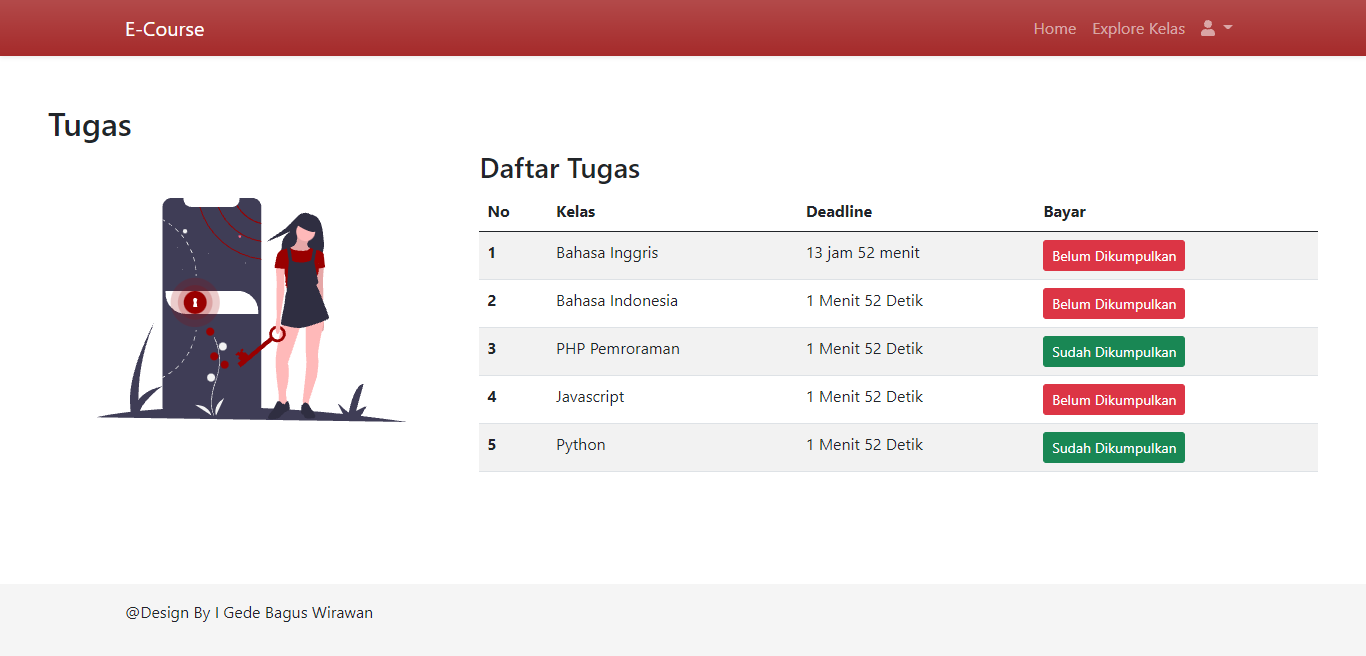 E-Course Home Explore Kelas
Tugas
Daftar Tugas
No Kelas Deadline Bayar
1 Bahasa Inggris 13 jam 52 menit Belum Dikumpulkan
2 Bahasa Indonesia 1 Menit 52 Detik Belum Dikumpulkan
3 PHP Pemroraman 1 Menit 52 Detik Sudah Dikumpulkan
4 Javascript 1 Menit 52 Detik Belum Dikumpulkan
5 Python 1 Menit 52 Detik Sudah Dikumpulkan
@Design By I Gede Bagus Wirawan